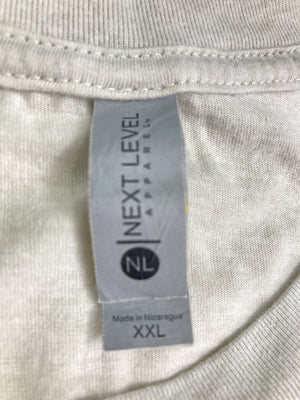 NEXT LEVEL
APPAREL
NL
Made in Nicaragua
XXL